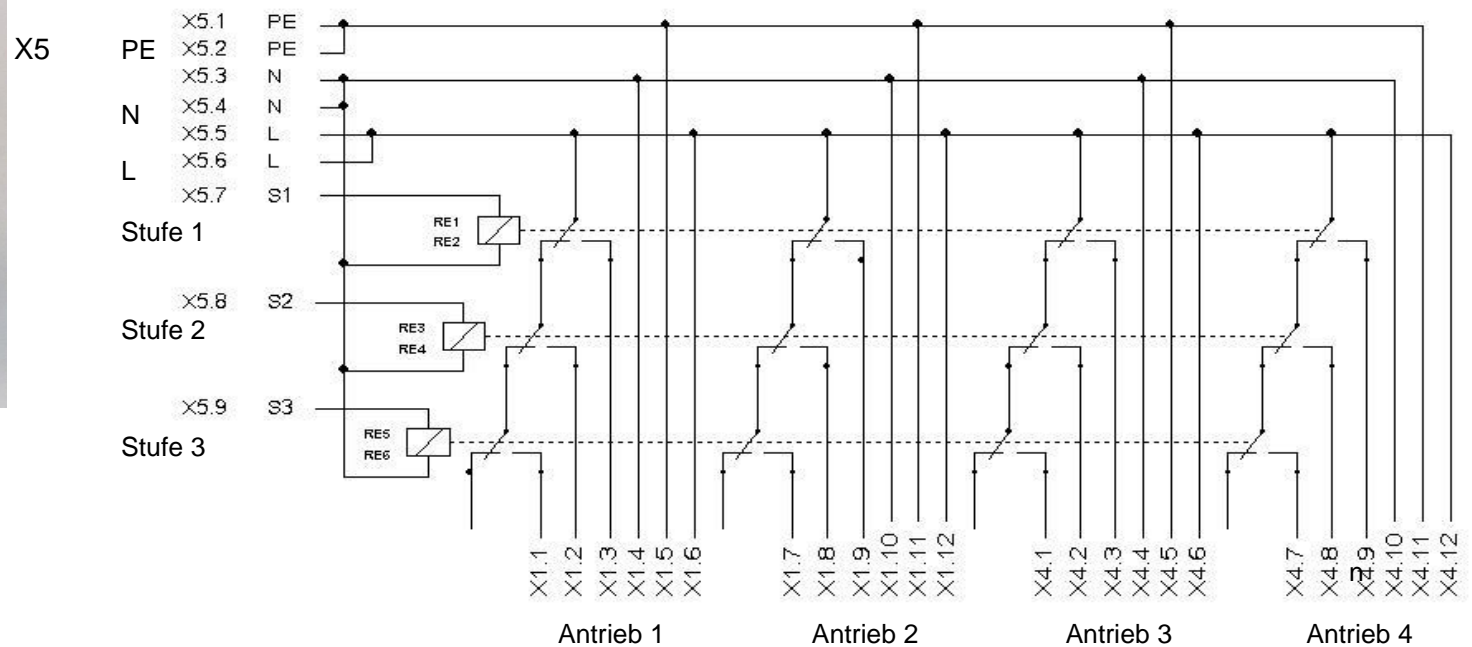 X5.1 PE
X5 PE X5.2 PE
X5.3 N
N X5.4 N
X5.5 L
L X5.6 L
X5.7 S1
Stufe 1 RE1
RE2
X5.8 S2
Stufe 2 RE3
RE4
X5.9 S3
Stufe 3 RE5
RE6
X1.1 X1.2 X1.3 X1.4 X1.5 X1.6 X1.7 X1.8 X1.9 X1.10 X1.11 X1.12 X4.1 X4.2 X4.3 X4.4 X4.5 X4.6 X4.7 X4.8 X4.9 X4.10 X4.11 X4.12
n
Antrieb 1 Antrieb 2 Antrieb 3 Antrieb 4